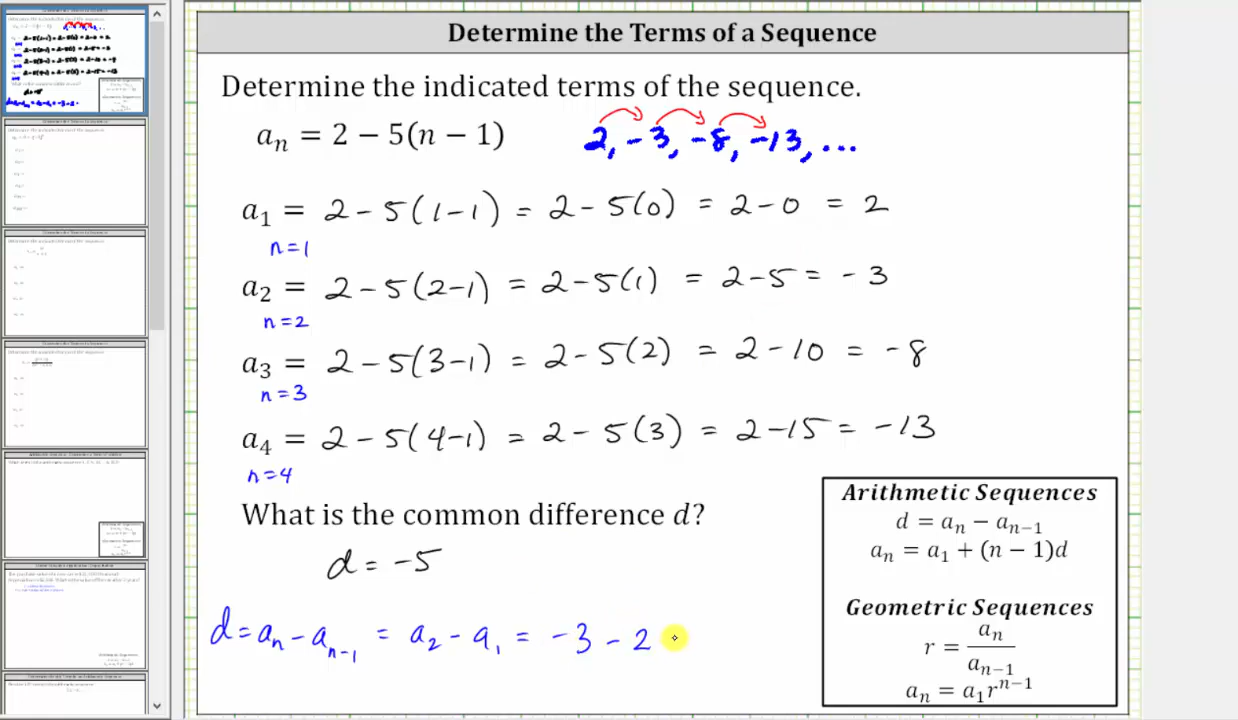 Determine the Terms of a Sequence
Determine the indicated terms of the sequence.
aₙ = 2 − 5(n − 1)
2, −3, −8, −13, ...
a₁ = 2 − 5(1−1) = 2 − 5(0) = 2 − 0 = 2
n=1
a₂ = 2 − 5(2−1) = 2 − 5(1) = 2 − 5 = −3
n=2
a₃ = 2 − 5(3−1) = 2 − 5(2) = 2 − 10 = −8
n=3
a₄ = 2 − 5(4−1) = 2 − 5(3) = 2 − 15 = −13
n=4
What is the common difference d?
d = −5
d = aₙ − aₙ₋₁ = a₂ − a₁ = −3 − 2
Arithmetic Sequences
d = aₙ − aₙ₋₁
aₙ = a₁ + (n − 1)d
Geometric Sequences
r = aₙ / aₙ₋₁
aₙ = a₁rⁿ⁻¹